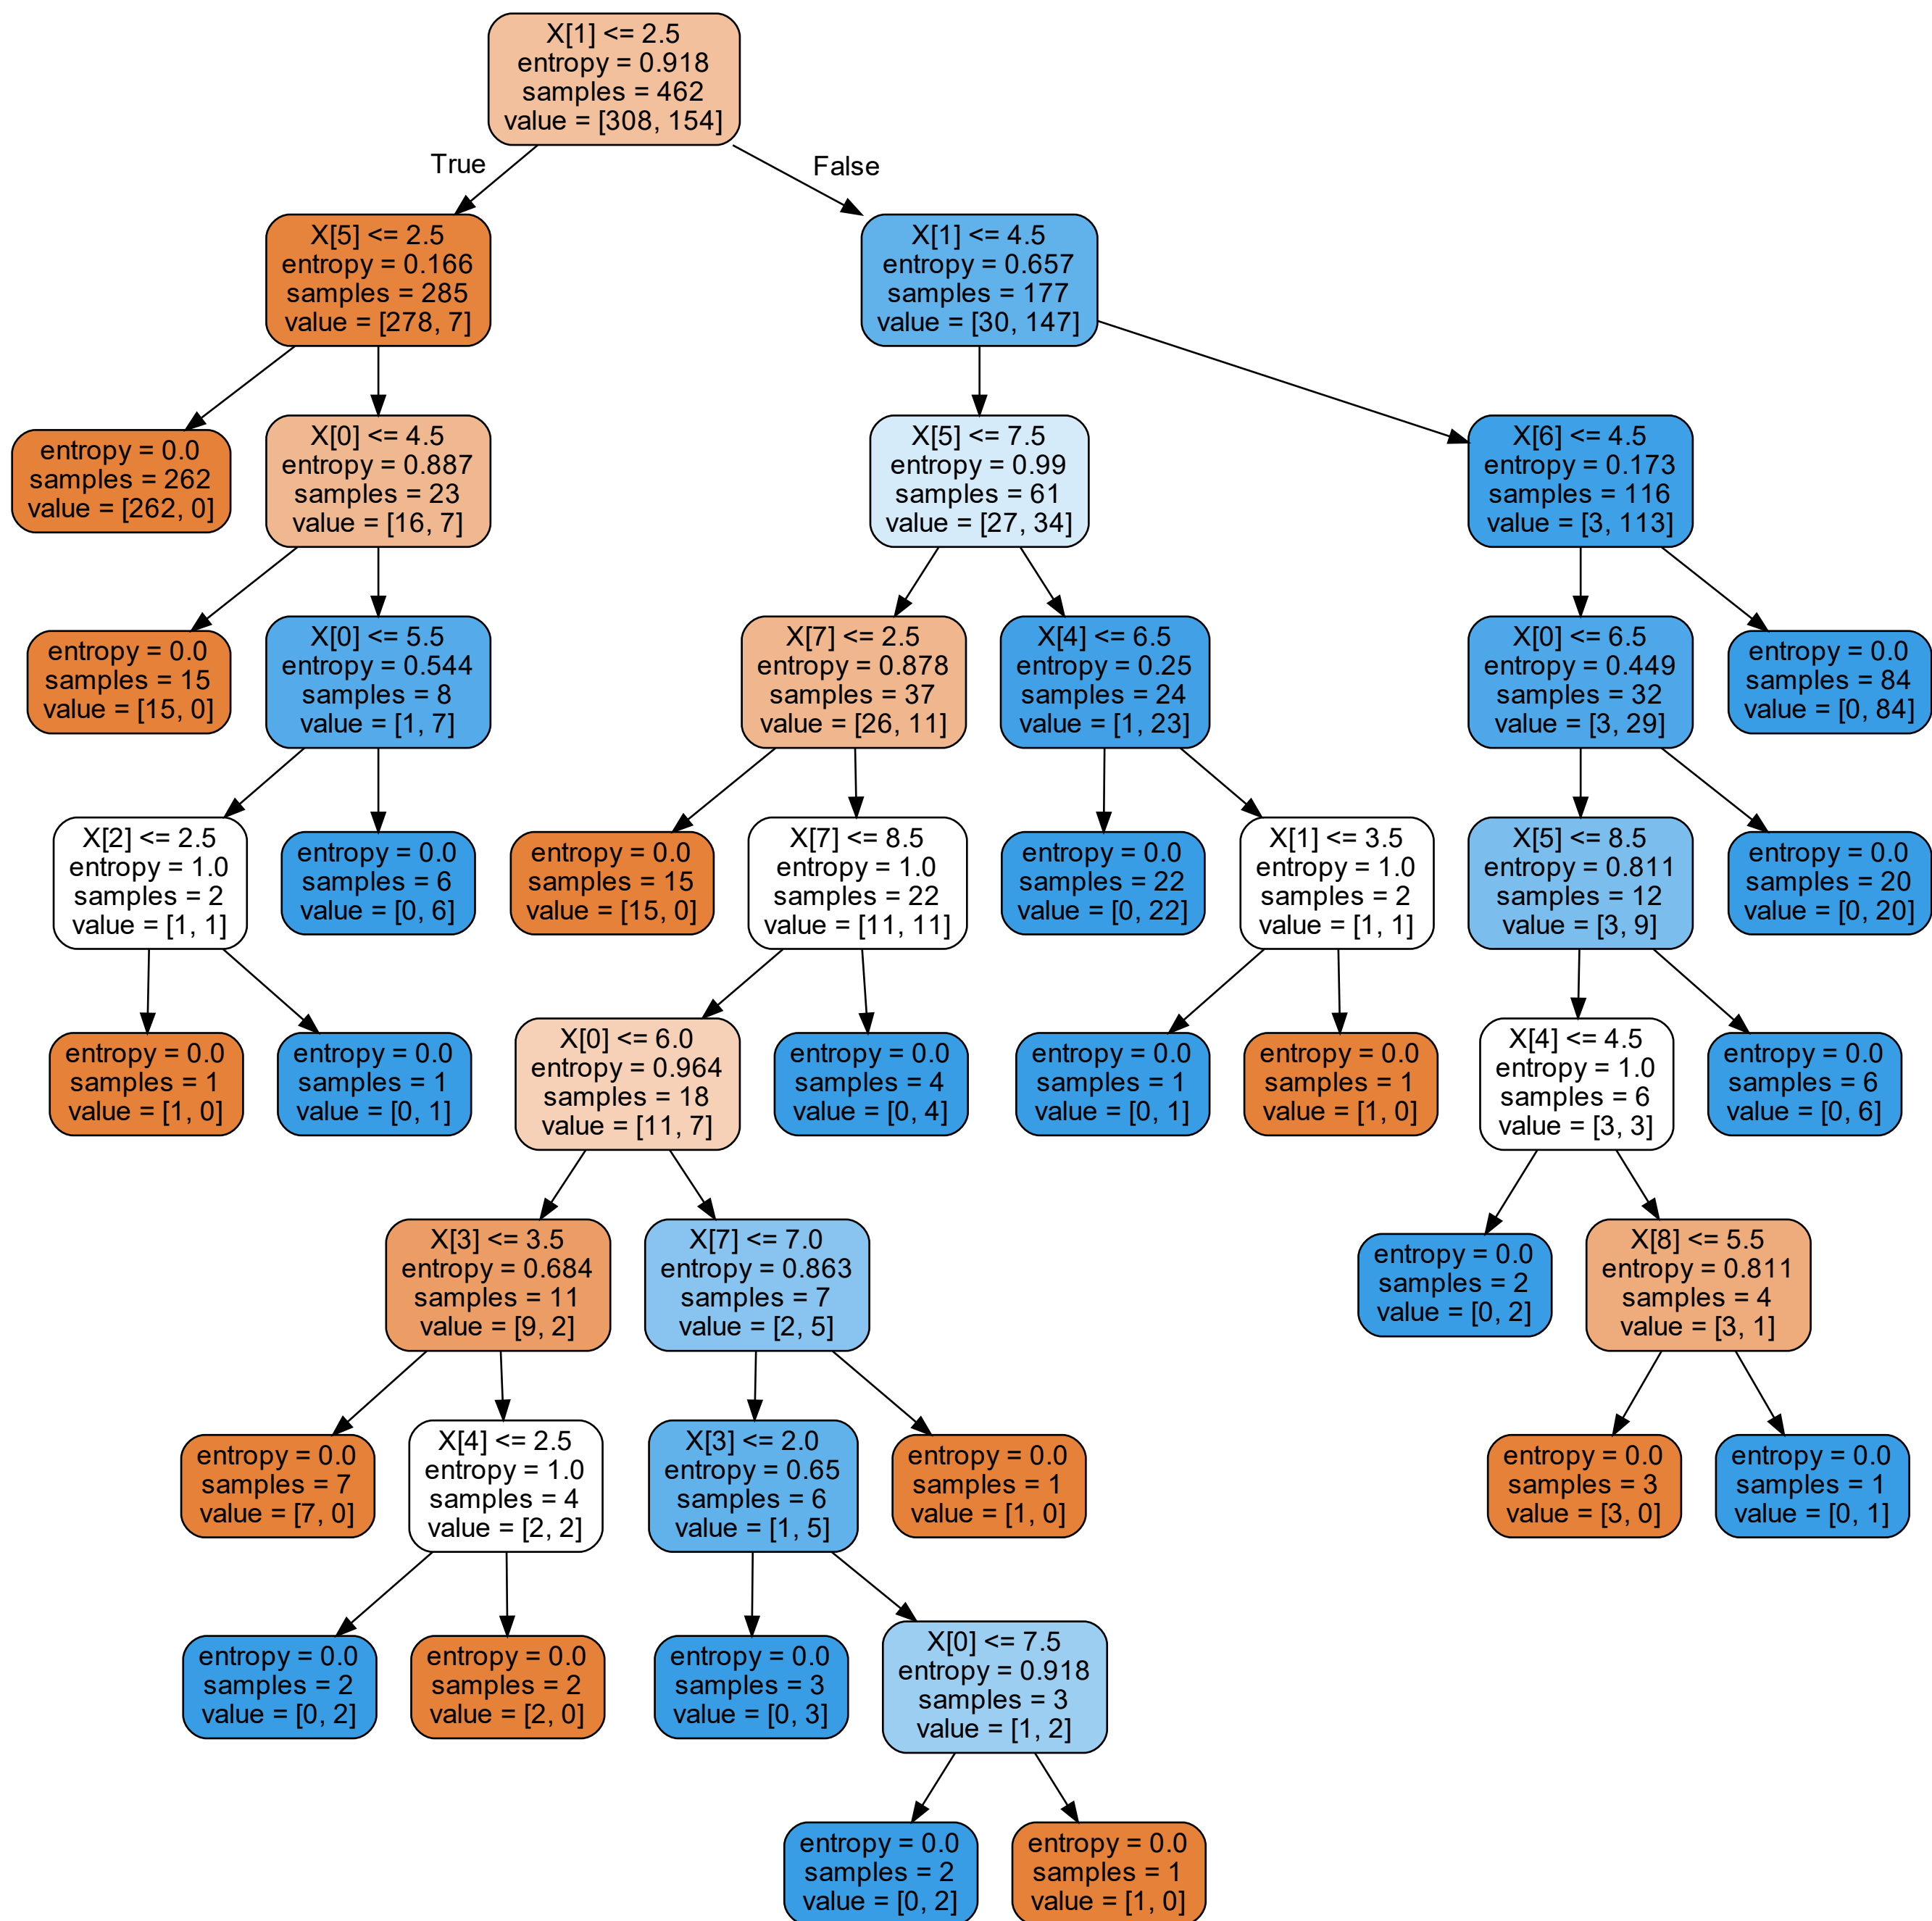 X[1] <= 2.5
entropy = 0.918
samples = 462
value = [308, 154]
True
False
X[5] <= 2.5
entropy = 0.166
samples = 285
value = [278, 7]
X[1] <= 4.5
entropy = 0.657
samples = 177
value = [30, 147]
entropy = 0.0
samples = 262
value = [262, 0]
X[0] <= 4.5
entropy = 0.887
samples = 23
value = [16, 7]
X[5] <= 7.5
entropy = 0.99
samples = 61
value = [27, 34]
X[6] <= 4.5
entropy = 0.173
samples = 116
value = [3, 113]
entropy = 0.0
samples = 15
value = [15, 0]
X[0] <= 5.5
entropy = 0.544
samples = 8
value = [1, 7]
X[7] <= 2.5
entropy = 0.878
samples = 37
value = [26, 11]
X[4] <= 6.5
entropy = 0.25
samples = 24
value = [1, 23]
X[0] <= 6.5
entropy = 0.449
samples = 32
value = [3, 29]
entropy = 0.0
samples = 84
value = [0, 84]
X[2] <= 2.5
entropy = 1.0
samples = 2
value = [1, 1]
entropy = 0.0
samples = 6
value = [0, 6]
entropy = 0.0
samples = 15
value = [15, 0]
X[7] <= 8.5
entropy = 1.0
samples = 22
value = [11, 11]
entropy = 0.0
samples = 22
value = [0, 22]
X[1] <= 3.5
entropy = 1.0
samples = 2
value = [1, 1]
X[5] <= 8.5
entropy = 0.811
samples = 12
value = [3, 9]
entropy = 0.0
samples = 20
value = [0, 20]
entropy = 0.0
samples = 1
value = [1, 0]
entropy = 0.0
samples = 1
value = [0, 1]
X[0] <= 6.0
entropy = 0.964
samples = 18
value = [11, 7]
entropy = 0.0
samples = 4
value = [0, 4]
entropy = 0.0
samples = 1
value = [0, 1]
entropy = 0.0
samples = 1
value = [1, 0]
X[4] <= 4.5
entropy = 1.0
samples = 6
value = [3, 3]
entropy = 0.0
samples = 6
value = [0, 6]
X[3] <= 3.5
entropy = 0.684
samples = 11
value = [9, 2]
X[7] <= 7.0
entropy = 0.863
samples = 7
value = [2, 5]
entropy = 0.0
samples = 2
value = [0, 2]
X[8] <= 5.5
entropy = 0.811
samples = 4
value = [3, 1]
entropy = 0.0
samples = 7
value = [7, 0]
X[4] <= 2.5
entropy = 1.0
samples = 4
value = [2, 2]
X[3] <= 2.0
entropy = 0.65
samples = 6
value = [1, 5]
entropy = 0.0
samples = 1
value = [1, 0]
entropy = 0.0
samples = 3
value = [3, 0]
entropy = 0.0
samples = 1
value = [0, 1]
entropy = 0.0
samples = 2
value = [0, 2]
entropy = 0.0
samples = 2
value = [2, 0]
entropy = 0.0
samples = 3
value = [0, 3]
X[0] <= 7.5
entropy = 0.918
samples = 3
value = [1, 2]
entropy = 0.0
samples = 2
value = [0, 2]
entropy = 0.0
samples = 1
value = [1, 0]